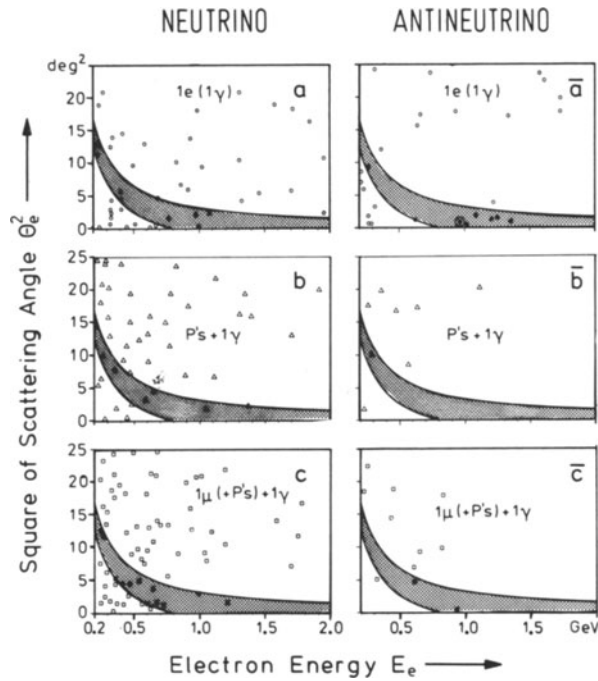 NEUTRINO ANTINEUTRINO
deg²
25 a ā
1e (1γ) 1e (1γ)
20
15
10
5
0
25 b b̄
20
P's + 1γ P's + 1γ
15
10
5
0
25 c c̄
20
1μ (+P's) + 1γ 1μ (+P's) + 1γ
15
10
5
0
0.2 0.5 1.0 1.5 2.0 0.5 1.0 1.5 GeV
Square of Scattering Angle Θₑ²
Electron Energy Eₑ